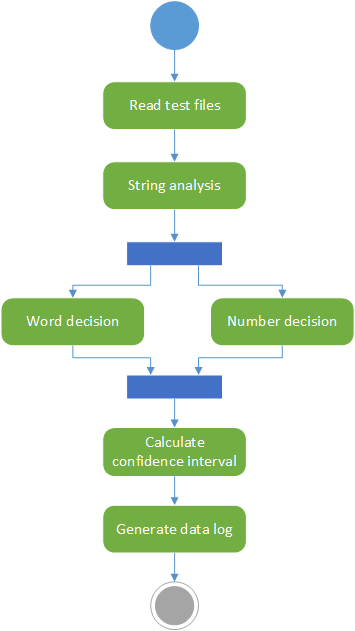 Read test files
String analysis
Word decision
Number decision
Calculate
confidence interval
Generate data log